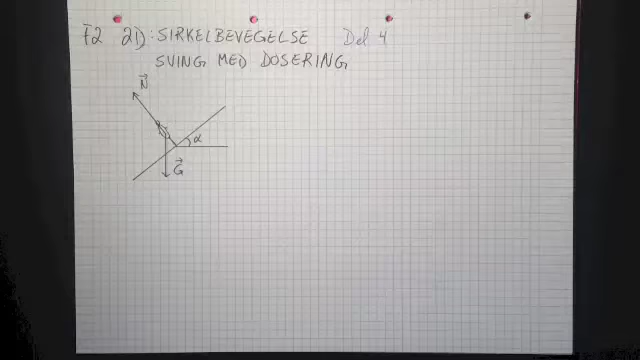 F2 2D: SIRKELBEVEGELSE Del 4
SVING MED DOSERING
N
α
G